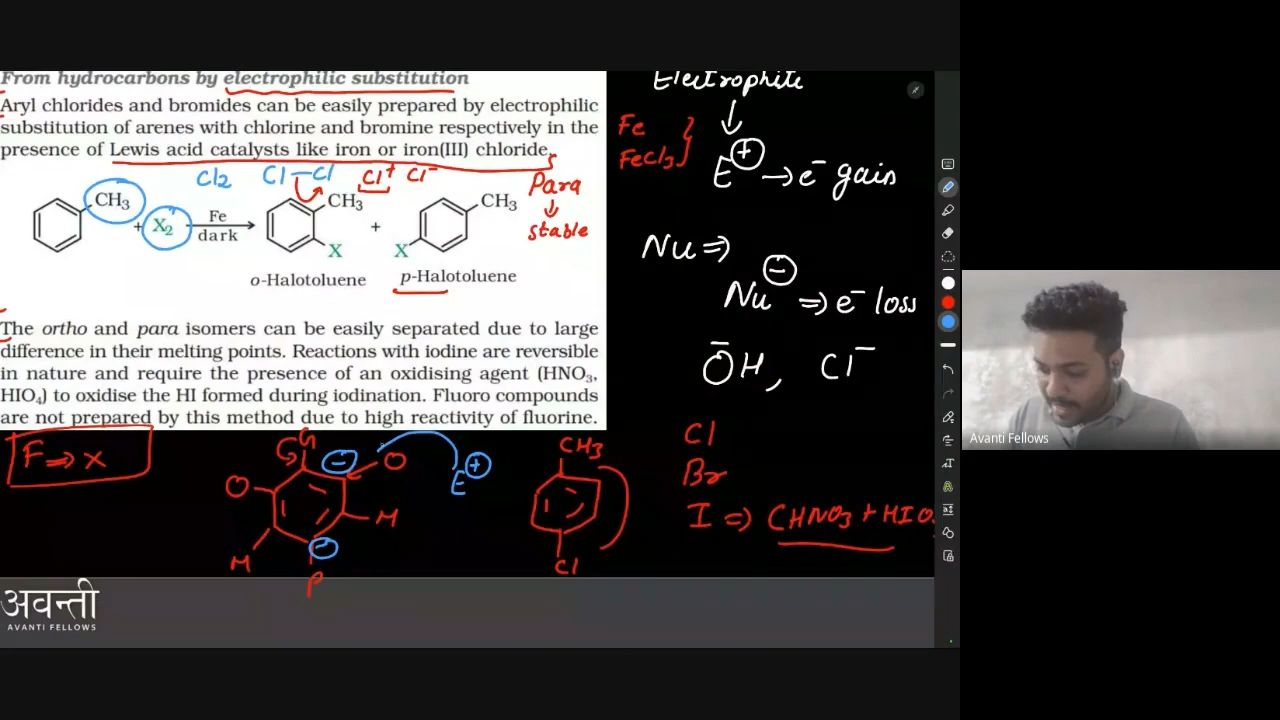 From hydrocarbons by electrophilic substitution
Aryl chlorides and bromides can be easily prepared by electrophilic
substitution of arenes with chlorine and bromine respectively in the
presence of Lewis acid catalysts like iron or iron(III) chloride.
Cl2 Cl—Cl Cl⁺ Cl⁻
Para
stable
CH₃ + X₂ Fe dark CH₃ X + CH₃ X
o-Halotoluene p-Halotoluene
The ortho and para isomers can be easily separated due to large
difference in their melting points. Reactions with iodine are reversible
in nature and require the presence of an oxidising agent (HNO₃,
HIO₄) to oxidise the HI formed during iodination. Fluoro compounds
are not prepared by this method due to high reactivity of fluorine.
F ⇒ X
G
O − O E⁺
M M
−
P
CH3
Cl
Electrophite
↓
Fe
FeCl3
E⁺ → e⁻ gain
Nu ⇒
Nu⁻ ⇒ e⁻ loss
ŌH, Cl⁻
Cl
Br
I ⇒ CHNO3 + HIO
अवन्ती
AVANTI FELLOWS
Avanti Fellows